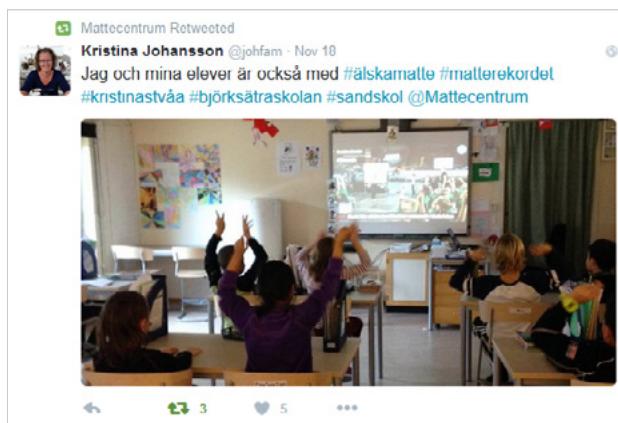 Mattecentrum Retweeted
Kristina Johansson @johfam · Nov 18
Jag och mina elever är också med #älskamatte #matterekordet
#kristinastvåa #björksätraskolan #sandskol @Mattecentrum
3 5